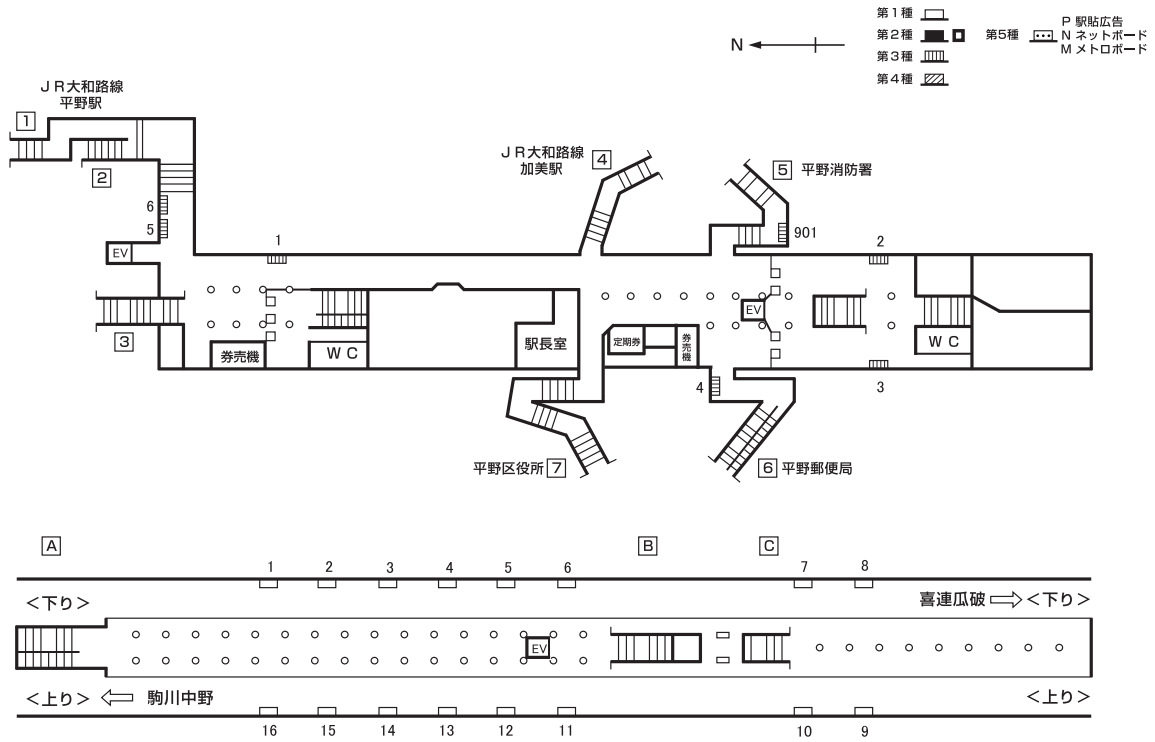 第1種
第2種
第3種
第4種
第5種
P 駅貼広告
N ネットボード
M メトロボード
N
JR大和路線
平野駅
1
2
6
5
EV
3
1
券売機
WC
駅長室
JR大和路線
加美駅
4
5
平野消防署
901
2
EV
定期券
券売機
4
WC
3
平野区役所
7
6
平野郵便局
A
B
C
1
2
3
4
5
6
7
8
<下り>
喜連瓜破
<下り>
EV
<上り>
駒川中野
<上り>
16
15
14
13
12
11
10
9